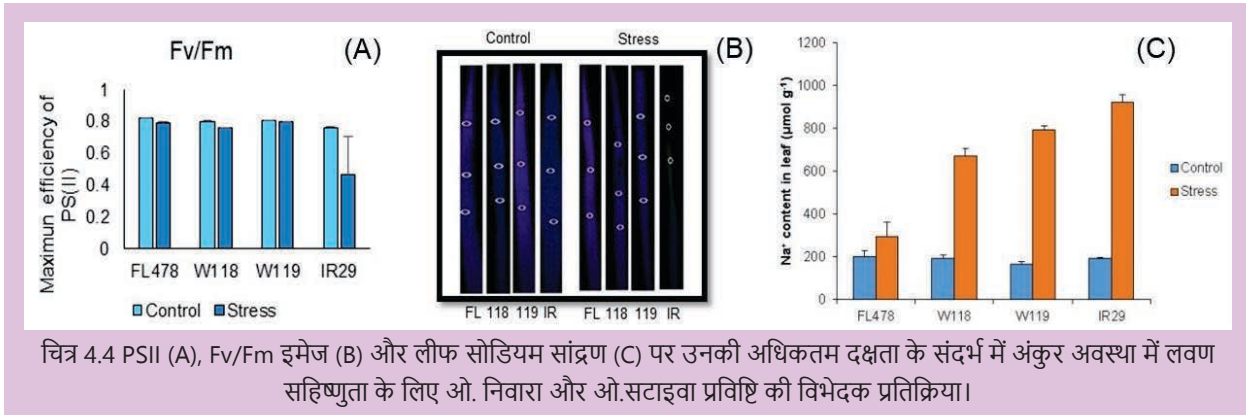 Fv/Fm
(A)
Maximun efficiency of
PS(II)
1
0.8
0.6
0.4
0.2
0
FL478 W118 W119 IR29
Control Stress
Control Stress
(B)
FL 118 119 IR FL 118 119 IR
(C)
Na⁺ content in leaf (µmol g⁻¹)
1200
1000
800
600
400
200
0
FL478 W118 W119 IR29
Control
Stress
चित्र 4.4 PSII (A), Fv/Fm इमेज (B) और लीफ सोडियम सांद्रण (C) पर उनकी अधिकतम दक्षता के संदर्भ में अंकुर अवस्था में लवण
सहिष्णुता के लिए ओ. निवारा और ओ.सटाइवा प्रविष्टि की विभेदक प्रतिक्रिया।